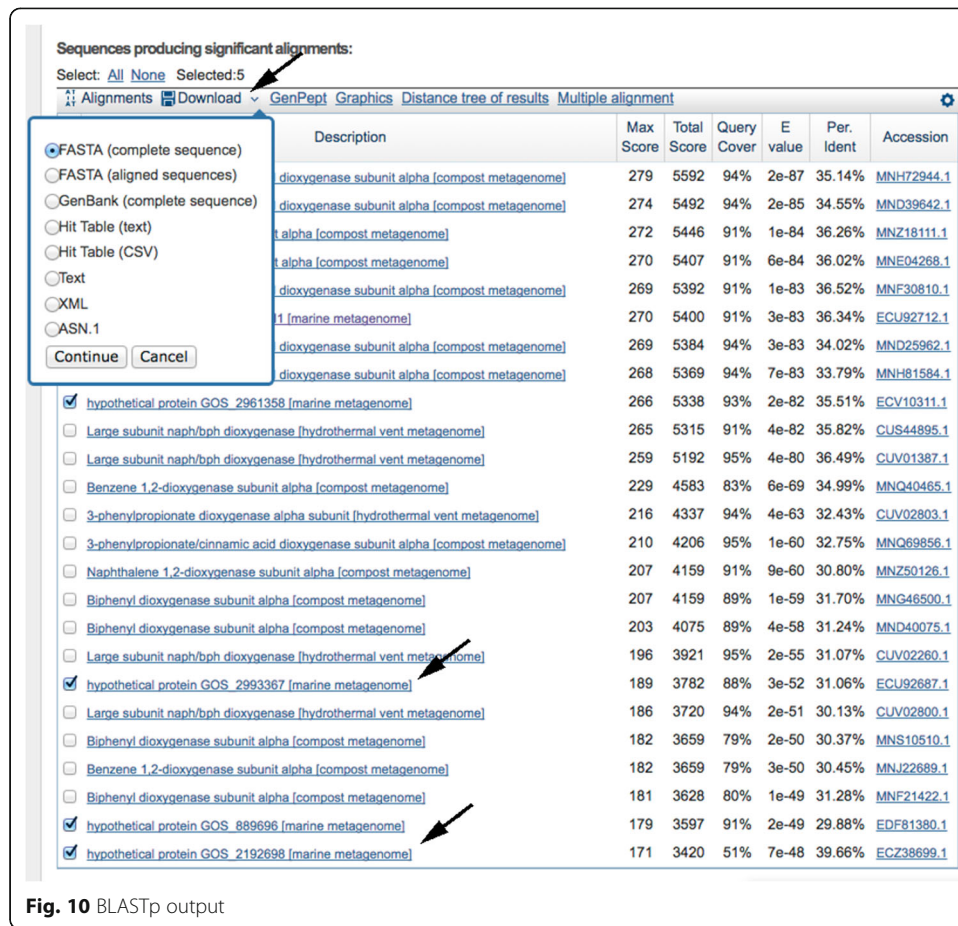 Sequences producing significant alignments:
Select: All None Selected:5
Alignments Download GenPept Graphics Distance tree of results Multiple alignment
Description Max Score Total Score Query Cover E value Per. Ident Accession
FASTA (complete sequence)
FASTA (aligned sequences)
GenBank (complete sequence)
Hit Table (text)
Hit Table (CSV)
Text
XML
ASN.1
Continue Cancel
dioxygenase subunit alpha [compost metagenome] 279 5592 94% 2e-87 35.14% MNH72944.1
dioxygenase subunit alpha [compost metagenome] 274 5492 94% 2e-85 34.55% MND39642.1
t alpha [compost metagenome] 272 5446 91% 1e-84 36.26% MNZ18111.1
t alpha [compost metagenome] 270 5407 91% 6e-84 36.02% MNE04268.1
dioxygenase subunit alpha [compost metagenome] 269 5392 91% 1e-83 36.52% MNF30810.1
1 [marine metagenome] 270 5400 91% 3e-83 36.34% ECU92712.1
dioxygenase subunit alpha [compost metagenome] 269 5384 94% 3e-83 34.02% MND25962.1
dioxygenase subunit alpha [compost metagenome] 268 5369 94% 7e-83 33.79% MNH81584.1
hypothetical protein GOS_2961358 [marine metagenome] 266 5338 93% 2e-82 35.51% ECV10311.1
Large subunit naph/bph dioxygenase [hydrothermal vent metagenome] 265 5315 91% 4e-82 35.82% CUS44895.1
Large subunit naph/bph dioxygenase [hydrothermal vent metagenome] 259 5192 95% 4e-80 36.49% CUV01387.1
Benzene 1,2-dioxygenase subunit alpha [compost metagenome] 229 4583 83% 6e-69 34.99% MNQ40465.1
3-phenylpropionate dioxygenase alpha subunit [hydrothermal vent metagenome] 216 4337 94% 4e-63 32.43% CUV02803.1
3-phenylpropionate/cinnamic acid dioxygenase subunit alpha [compost metagenome] 210 4206 95% 1e-60 32.75% MNQ69856.1
Naphthalene 1,2-dioxygenase subunit alpha [compost metagenome] 207 4159 91% 9e-60 30.80% MNZ50126.1
Biphenyl dioxygenase subunit alpha [compost metagenome] 207 4159 89% 1e-59 31.70% MNG46500.1
Biphenyl dioxygenase subunit alpha [compost metagenome] 203 4075 89% 4e-58 31.24% MND40075.1
Large subunit naph/bph dioxygenase [hydrothermal vent metagenome] 196 3921 95% 2e-55 31.07% CUV02260.1
hypothetical protein GOS_2993367 [marine metagenome] 189 3782 88% 3e-52 31.06% ECU92687.1
Large subunit naph/bph dioxygenase [hydrothermal vent metagenome] 186 3720 94% 2e-51 30.13% CUV02800.1
Biphenyl dioxygenase subunit alpha [compost metagenome] 182 3659 79% 2e-50 30.37% MNS10510.1
Benzene 1,2-dioxygenase subunit alpha [compost metagenome] 182 3659 79% 3e-50 30.45% MNJ22689.1
Biphenyl dioxygenase subunit alpha [compost metagenome] 181 3628 80% 1e-49 31.28% MNF21422.1
hypothetical protein GOS_889696 [marine metagenome] 179 3597 91% 2e-49 29.88% EDF81380.1
hypothetical protein GOS_2192698 [marine metagenome] 171 3420 51% 7e-48 39.66% ECZ38699.1
Fig. 10 BLASTp output